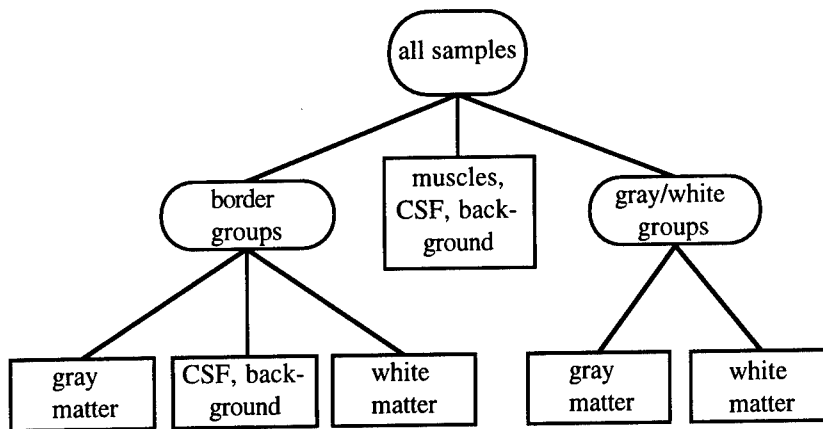 all samples
border
groups
muscles,
CSF, back-
ground
gray/white
groups
gray
matter
CSF, back-
ground
white
matter
gray
matter
white
matter